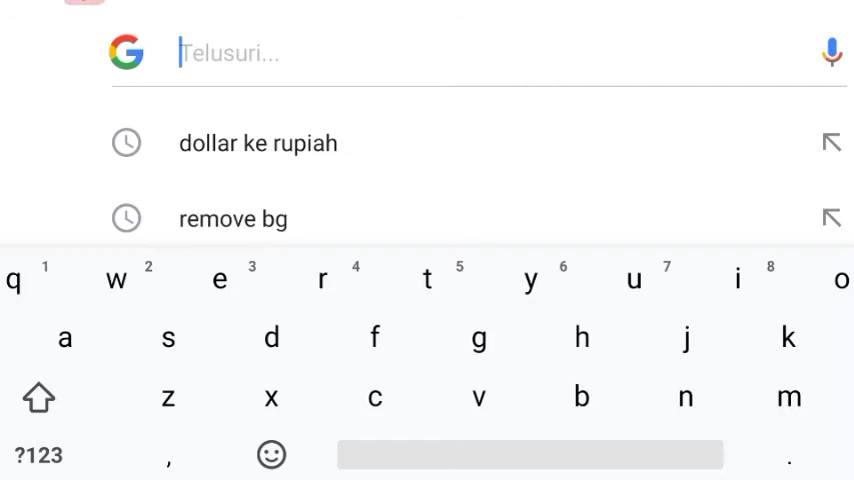 Telusuri...
dollar ke rupiah
remove bg
q 1 w 2 e 3 r 4 t 5 y 6 u 7 i 8 o
a s d f g h j k
z x c v b n m
?123 , .